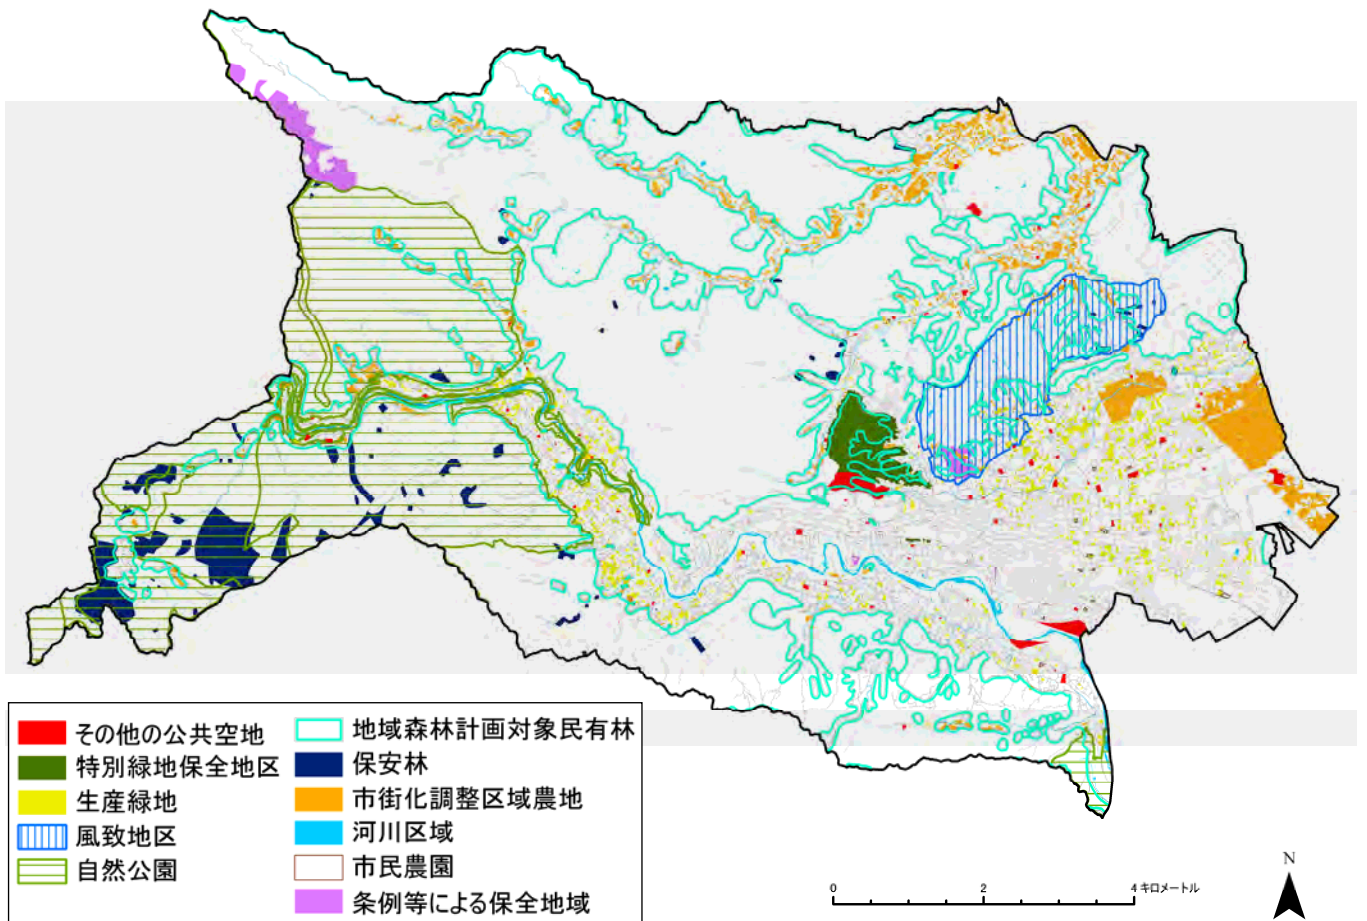 その他の公共空地
特別緑地保全地区
生産緑地
風致地区
自然公園
地域森林計画対象民有林
保安林
市街化調整区域農地
河川区域
市民農園
条例等による保全地域
0 2 4 キロメートル
N